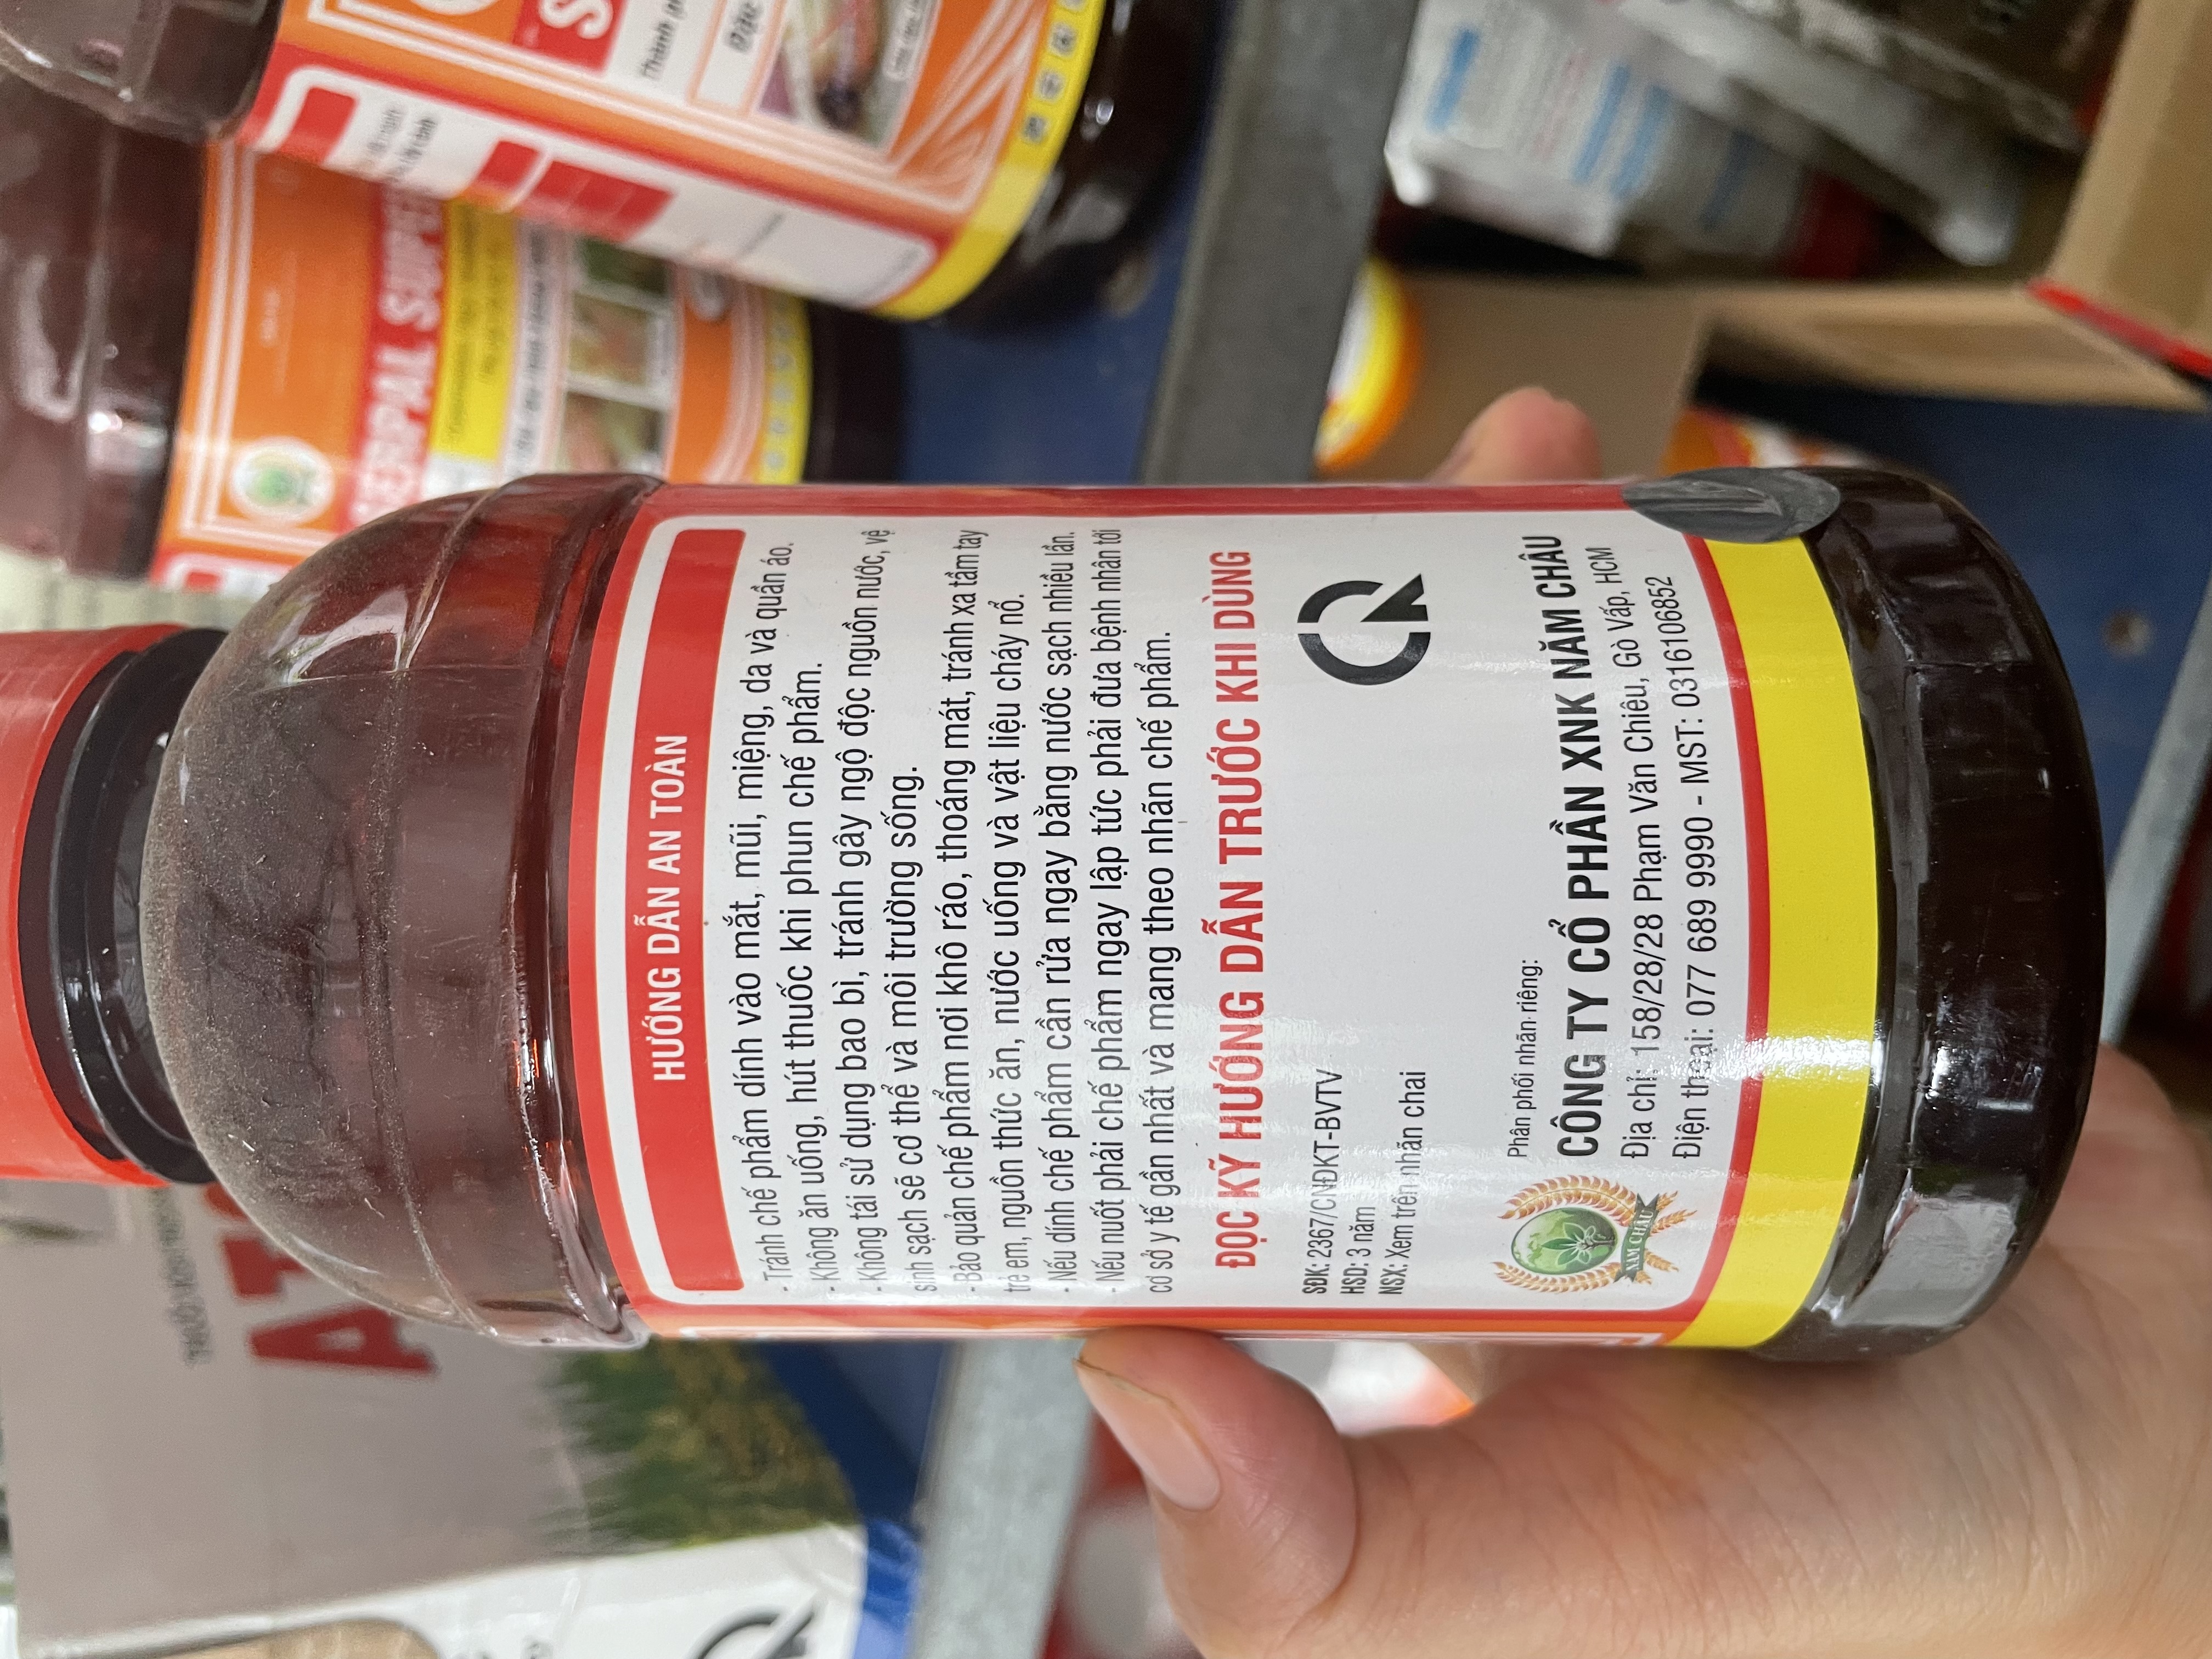 HƯỚNG DẪN AN TOÀN
- Tránh chế phẩm dính vào mắt, mũi, miệng, da và quần áo.
- Không ăn uống, hút thuốc khi phun chế phẩm.
- Không tái sử dụng bao bì, tránh gây ngộ độc nguồn nước, vệ
sinh sạch sẽ cơ thể và môi trường sống.
- Bảo quản chế phẩm nơi khô ráo, thoáng mát, tránh xa tầm tay
trẻ em, nguồn thức ăn, nước uống và vật liệu cháy nổ.
- Nếu dính chế phẩm cần rửa ngay bằng nước sạch nhiều lần.
- Nếu nuốt phải chế phẩm ngay lập tức phải đưa bệnh nhân tới
cơ sở y tế gần nhất và mang theo nhãn chế phẩm.
ĐỌC KỸ HƯỚNG DẪN TRƯỚC KHI DÙNG
SĐK: 2367/CNĐKT-BVTV
HSD: 3 năm
NSX: Xem trên nhãn chai
Phân phối nhãn riêng:
CÔNG TY CỔ PHẦN XNK NĂM CHÂU
Địa chỉ: 158/28/28 Phạm Văn Chiêu, Gò Vấp, HCM
Điện thoại: 077 689 9990 - MST: 0316106852
NĂM CHÂU